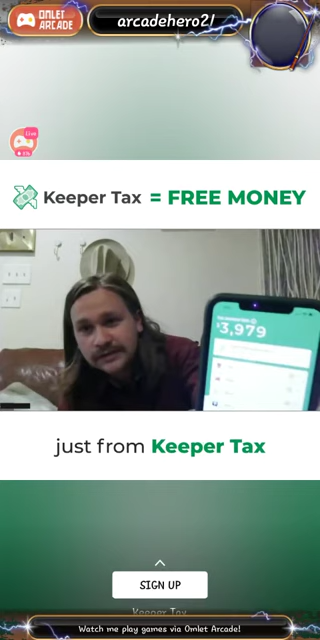 OMLET
ARCADE
arcadehero21
Keeper Tax = FREE MONEY
$3,979
just from Keeper Tax
SIGN UP
Keeper Tax
Watch me play games via Omlet Arcade!